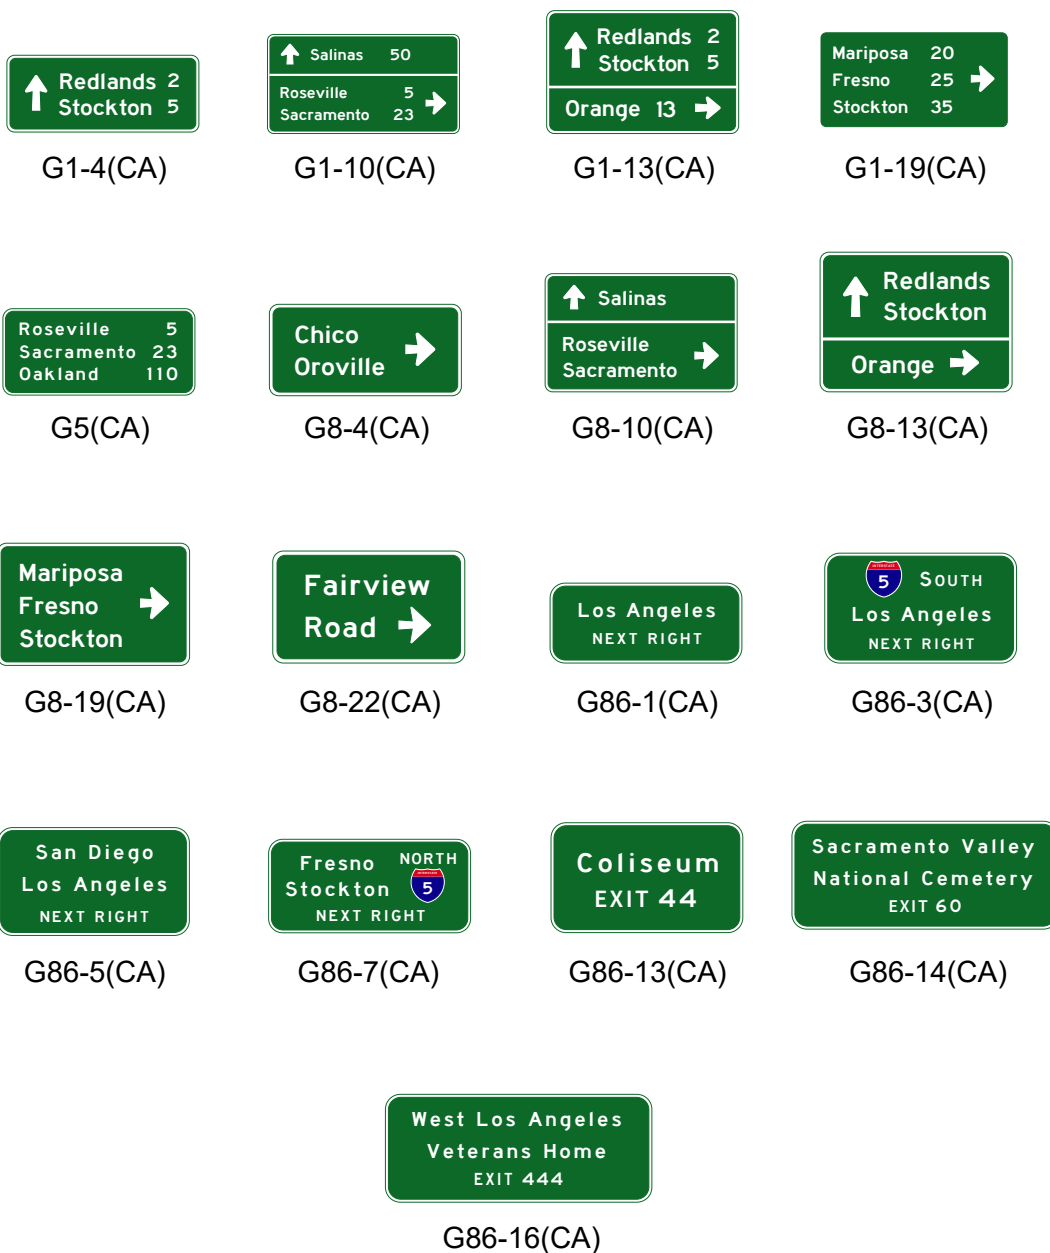 Redlands 2
Stockton 5
G1-4(CA)
Salinas 50
Roseville 5
Sacramento 23
G1-10(CA)
Redlands 2
Stockton 5
Orange 13
G1-13(CA)
Mariposa 20
Fresno 25
Stockton 35
G1-19(CA)
Roseville 5
Sacramento 23
Oakland 110
G5(CA)
Chico
Oroville
G8-4(CA)
Salinas
Roseville
Sacramento
G8-10(CA)
Redlands
Stockton
Orange
G8-13(CA)
Mariposa
Fresno
Stockton
G8-19(CA)
Fairview
Road
G8-22(CA)
Los Angeles
NEXT RIGHT
G86-1(CA)
INTERSTATE
5 SOUTH
Los Angeles
NEXT RIGHT
G86-3(CA)
San Diego
Los Angeles
NEXT RIGHT
G86-5(CA)
Fresno NORTH
INTERSTATE
Stockton 5
NEXT RIGHT
G86-7(CA)
Coliseum
EXIT 44
G86-13(CA)
Sacramento Valley
National Cemetery
EXIT 60
G86-14(CA)
West Los Angeles
Veterans Home
EXIT 444
G86-16(CA)